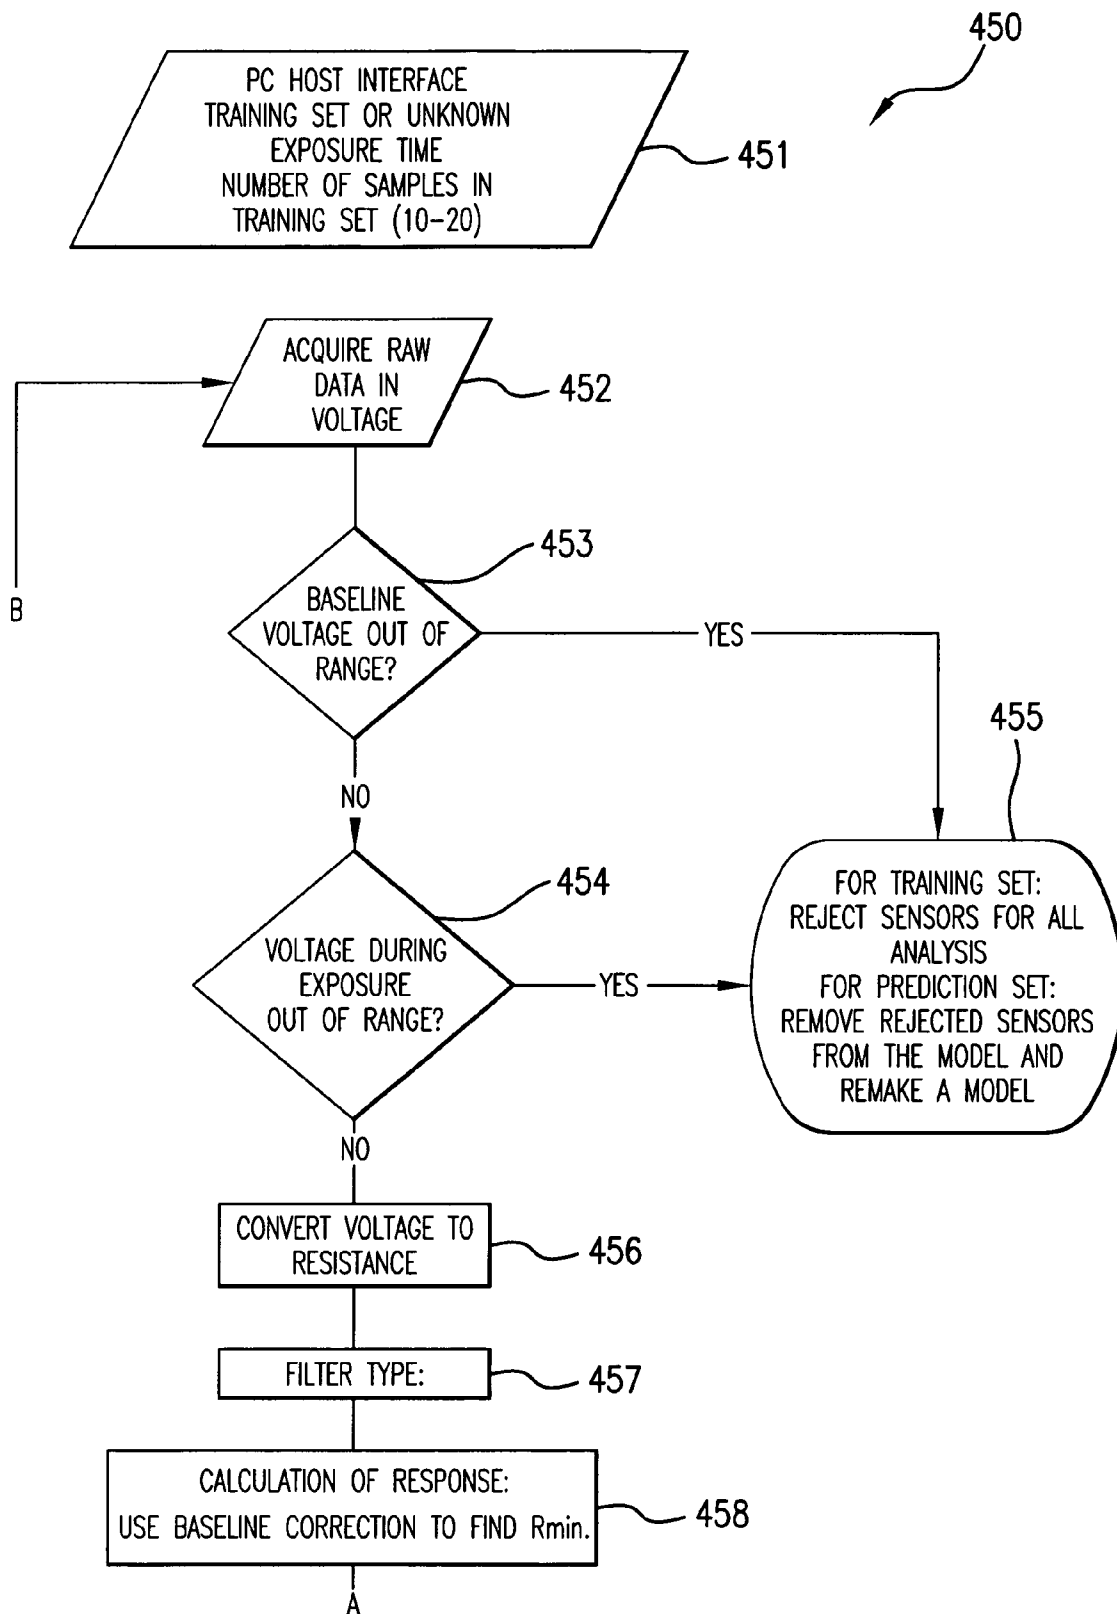 450
PC HOST INTERFACE
TRAINING SET OR UNKNOWN
EXPOSURE TIME
NUMBER OF SAMPLES IN
TRAINING SET (10-20)
451
ACQUIRE RAW
DATA IN
VOLTAGE
452
B
453
BASELINE
VOLTAGE OUT OF
RANGE?
YES
NO
455
454
VOLTAGE DURING
EXPOSURE
OUT OF RANGE?
YES
FOR TRAINING SET:
REJECT SENSORS FOR ALL
ANALYSIS
FOR PREDICTION SET:
REMOVE REJECTED SENSORS
FROM THE MODEL AND
REMAKE A MODEL
NO
CONVERT VOLTAGE TO
RESISTANCE
456
FILTER TYPE:
457
CALCULATION OF RESPONSE:
USE BASELINE CORRECTION TO FIND Rmin.
458
A